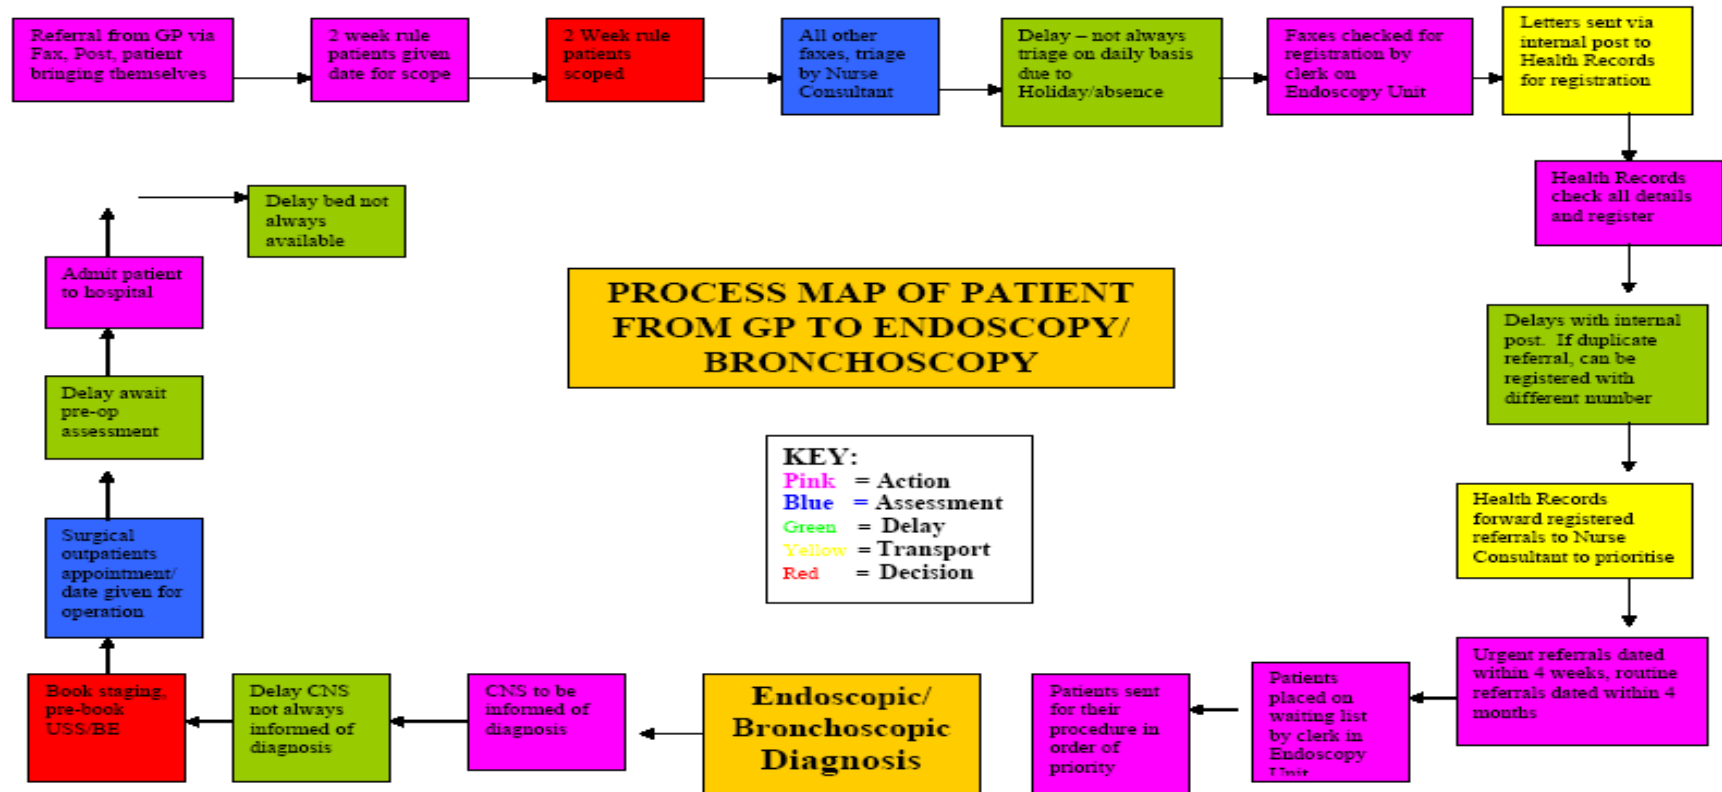 Referral from GP via
Fax, Post, patient
bringing themselves
2 week rule
patients given
date for scope
2 Week rule
patients
scoped
All other
faxes, triage
by Nurse
Consultant
Delay – not always
triage on daily basis
due to
Holiday/absence
Faxes checked for
registration by
clerk on
Endoscopy Unit
Letters sent via
internal post to
Health Records
for registration
Health Records
check all details
and register
Delays with internal
post. If duplicate
referral, can be
registered with
different number
Health Records
forward registered
referrals to Nurse
Consultant to prioritise
Urgent referrals dated
within 4 weeks, routine
referrals dated within 4
months
Patients
placed on
waiting list
by clerk in
Endoscopy
Unit
Patients sent
for their
procedure in
order of
priority
Endoscopic/
Bronchoscopic
Diagnosis
CNS to be
informed of
diagnosis
Delay CNS
not always
informed of
diagnosis
Book staging,
pre-book
USS/BE
Surgical
outpatients
appointment/
date given for
operation
Delay await
pre-op
assessment
Admit patient
to hospital
Delay bed not
always
available
PROCESS MAP OF PATIENT
FROM GP TO ENDOSCOPY/
BRONCHOSCOPY
KEY:
Pink = Action
Blue = Assessment
Green = Delay
Yellow = Transport
Red = Decision